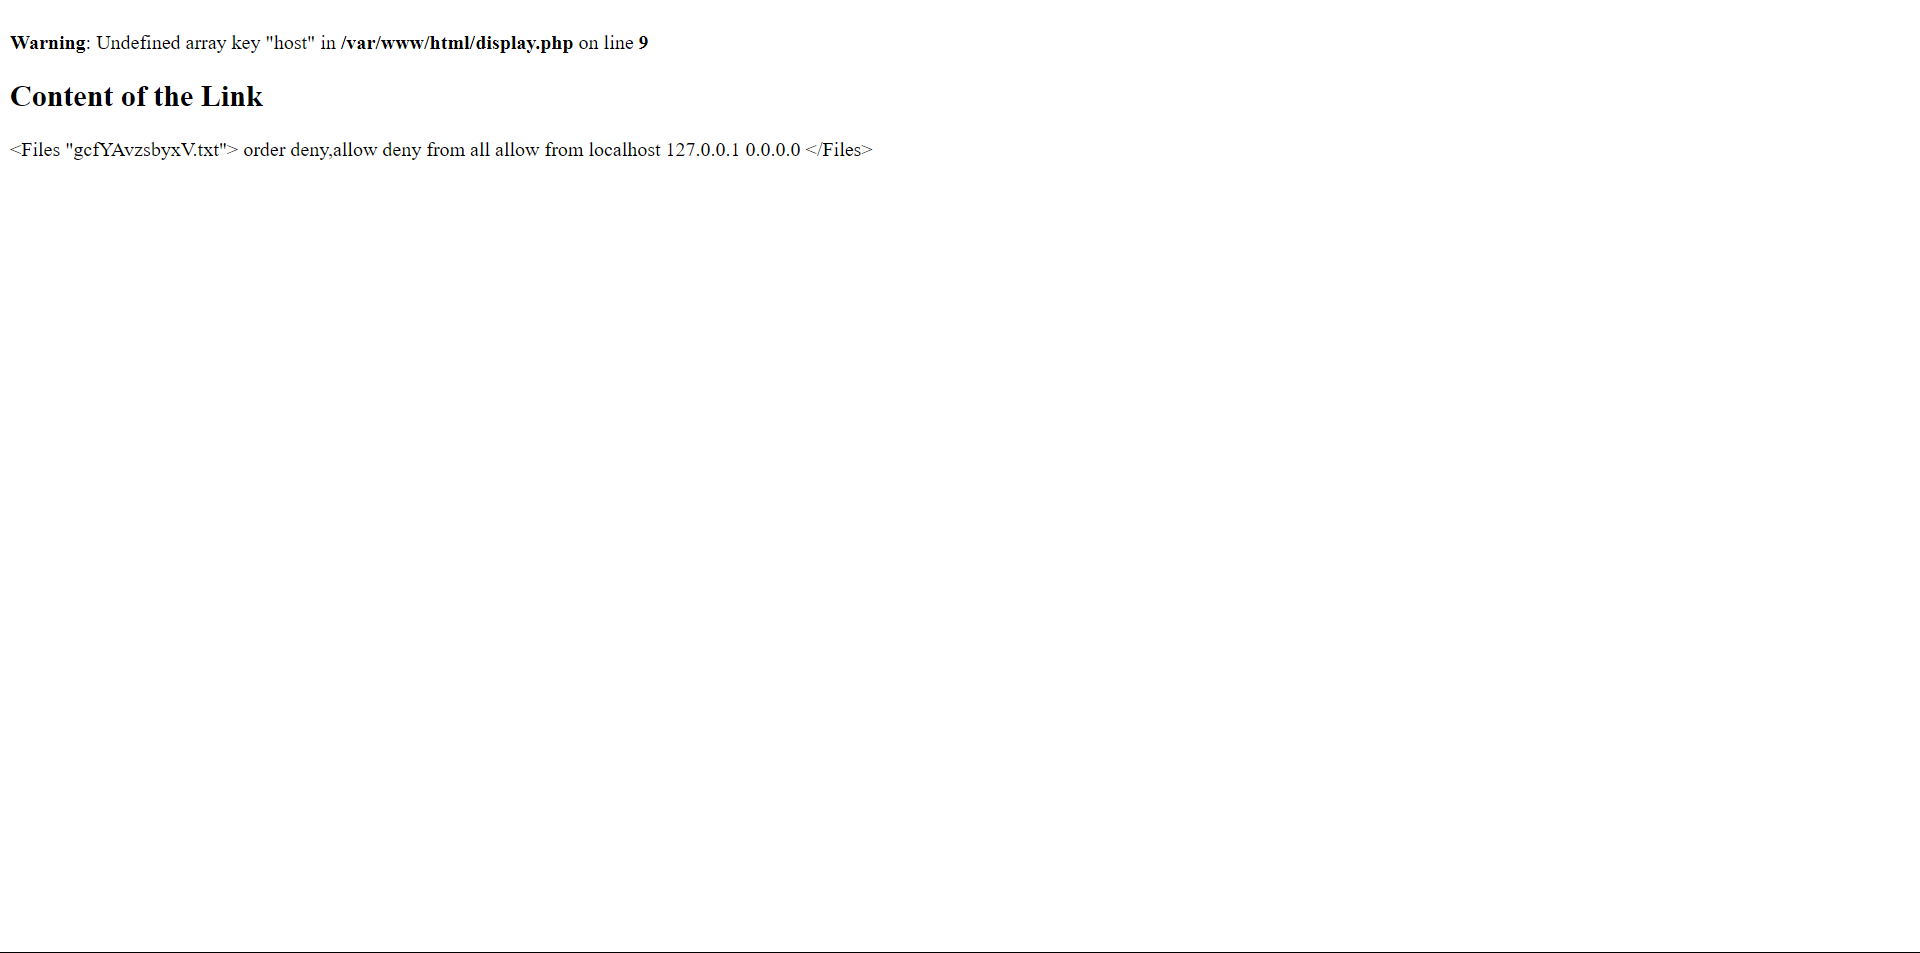 Warning: Undefined array key "host" in /var/www/html/display.php on line 9
Content of the Link
<Files "gcfYAvzsbyxV.txt"> order deny,allow deny from all allow from localhost 127.0.0.1 0.0.0.0 </Files>